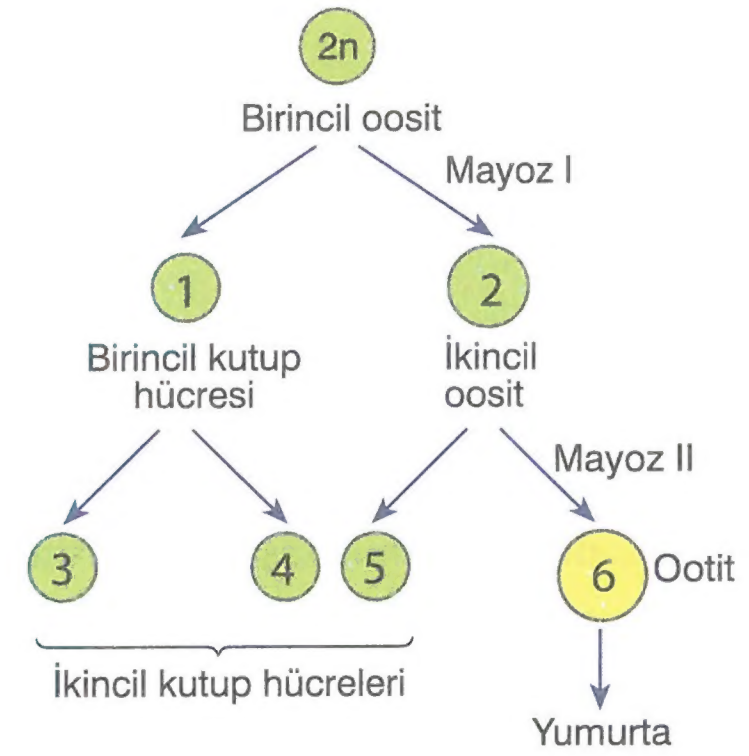 2n
Birincil oosit
Mayoz I
1
2
Birincil kutup
hücresi
İkincil
oosit
Mayoz II
3
4
5
6
Ootit
İkincil kutup hücreleri
Yumurta